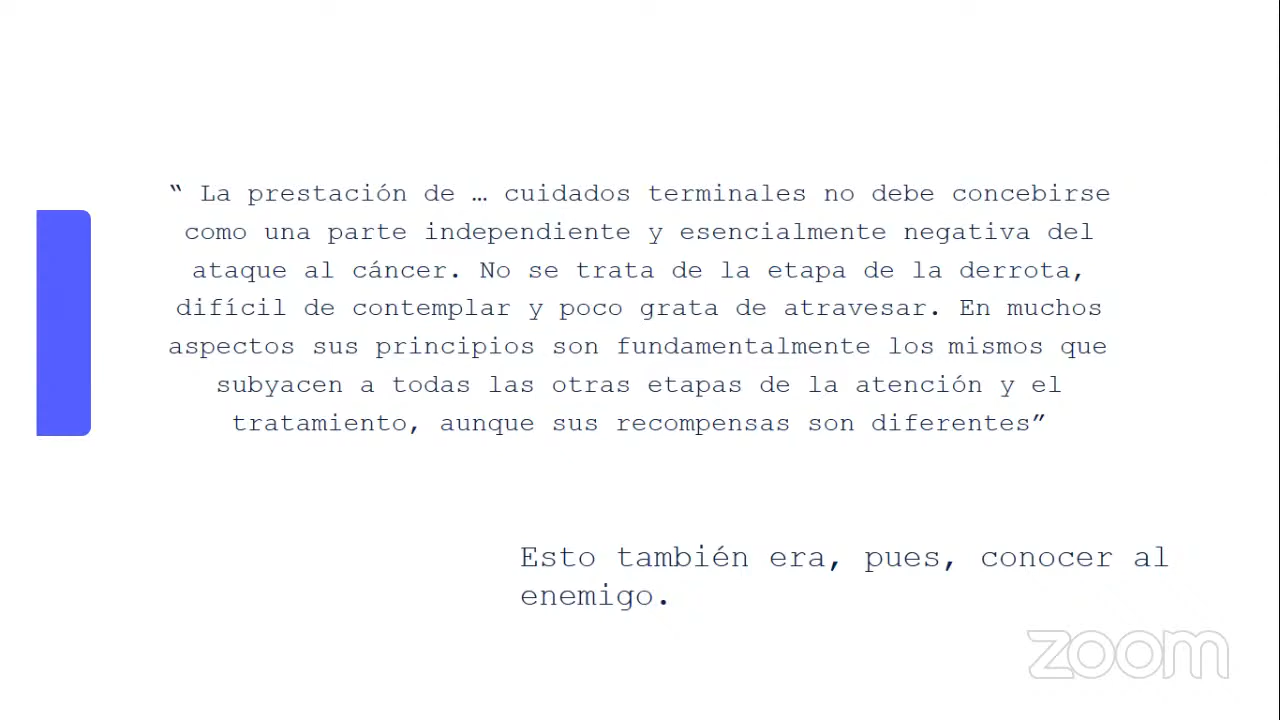 “ La prestación de … cuidados terminales no debe concebirse
como una parte independiente y esencialmente negativa del
ataque al cáncer. No se trata de la etapa de la derrota,
difícil de contemplar y poco grata de atravesar. En muchos
aspectos sus principios son fundamentalmente los mismos que
subyacen a todas las otras etapas de la atención y el
tratamiento, aunque sus recompensas son diferentes”
Esto también era, pues, conocer al
enemigo.
zoom